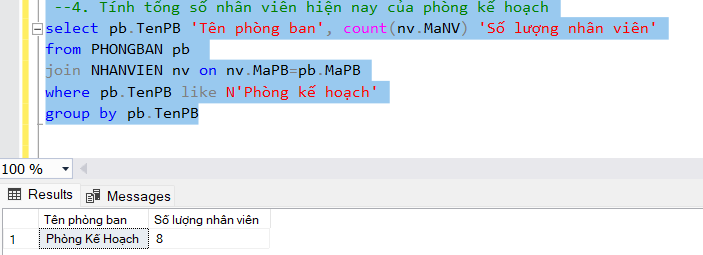 --4. Tính tổng số nhân viên hiện nay của phòng kế hoạch
select pb.TenPB 'Tên phòng ban', count(nv.MaNV) 'Số lượng nhân viên'
from PHONGBAN pb
join NHANVIEN nv on nv.MaPB=pb.MaPB
where pb.TenPB like N'Phòng kế hoạch'
group by pb.TenPB
100 %
Results Messages
Tên phòng ban Số lượng nhân viên
1 Phòng Kế Hoạch 8